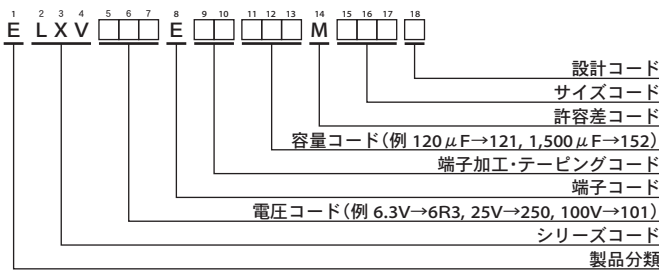 1 2 3 4 5 6 7 8 9 10 11 12 13 14 15 16 17 18
E L X V □□□ E □□ □□□ M □□□ □
設計コード
サイズコード
許容差コード
容量コード(例 120μF→121, 1,500μF→152)
端子加工・テーピングコード
端子コード
電圧コード(例 6.3V→6R3, 25V→250, 100V→101)
シリーズコード
製品分類